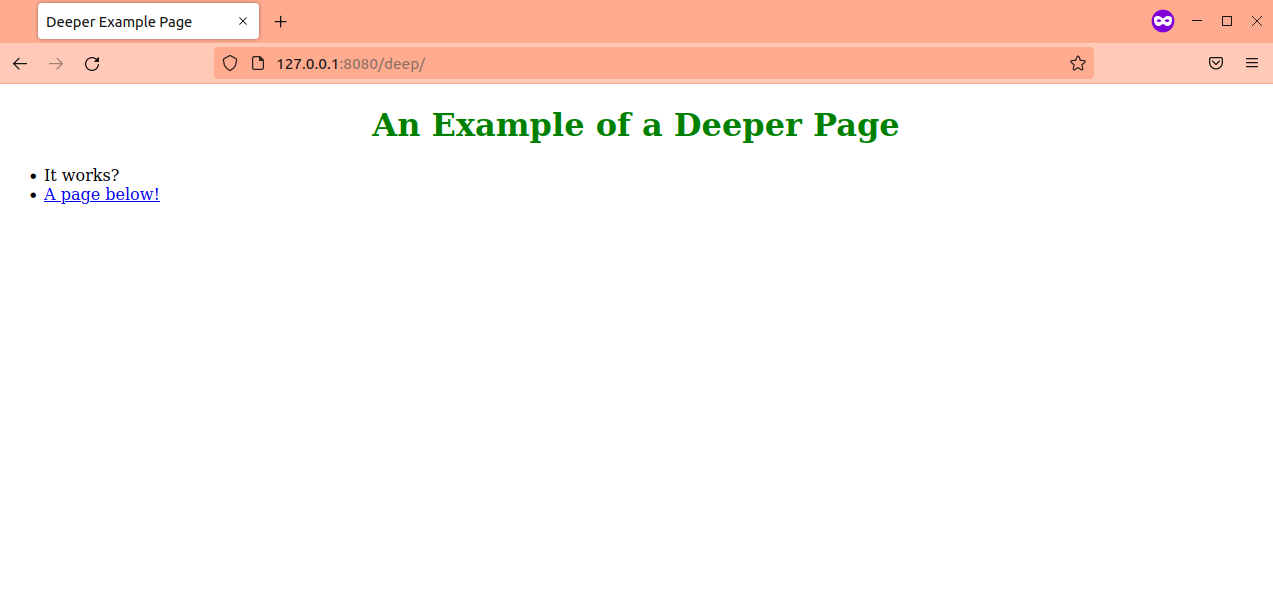 Deeper Example Page
127.0.0.1:8080/deep/
An Example of a Deeper Page
It works?
A page below!